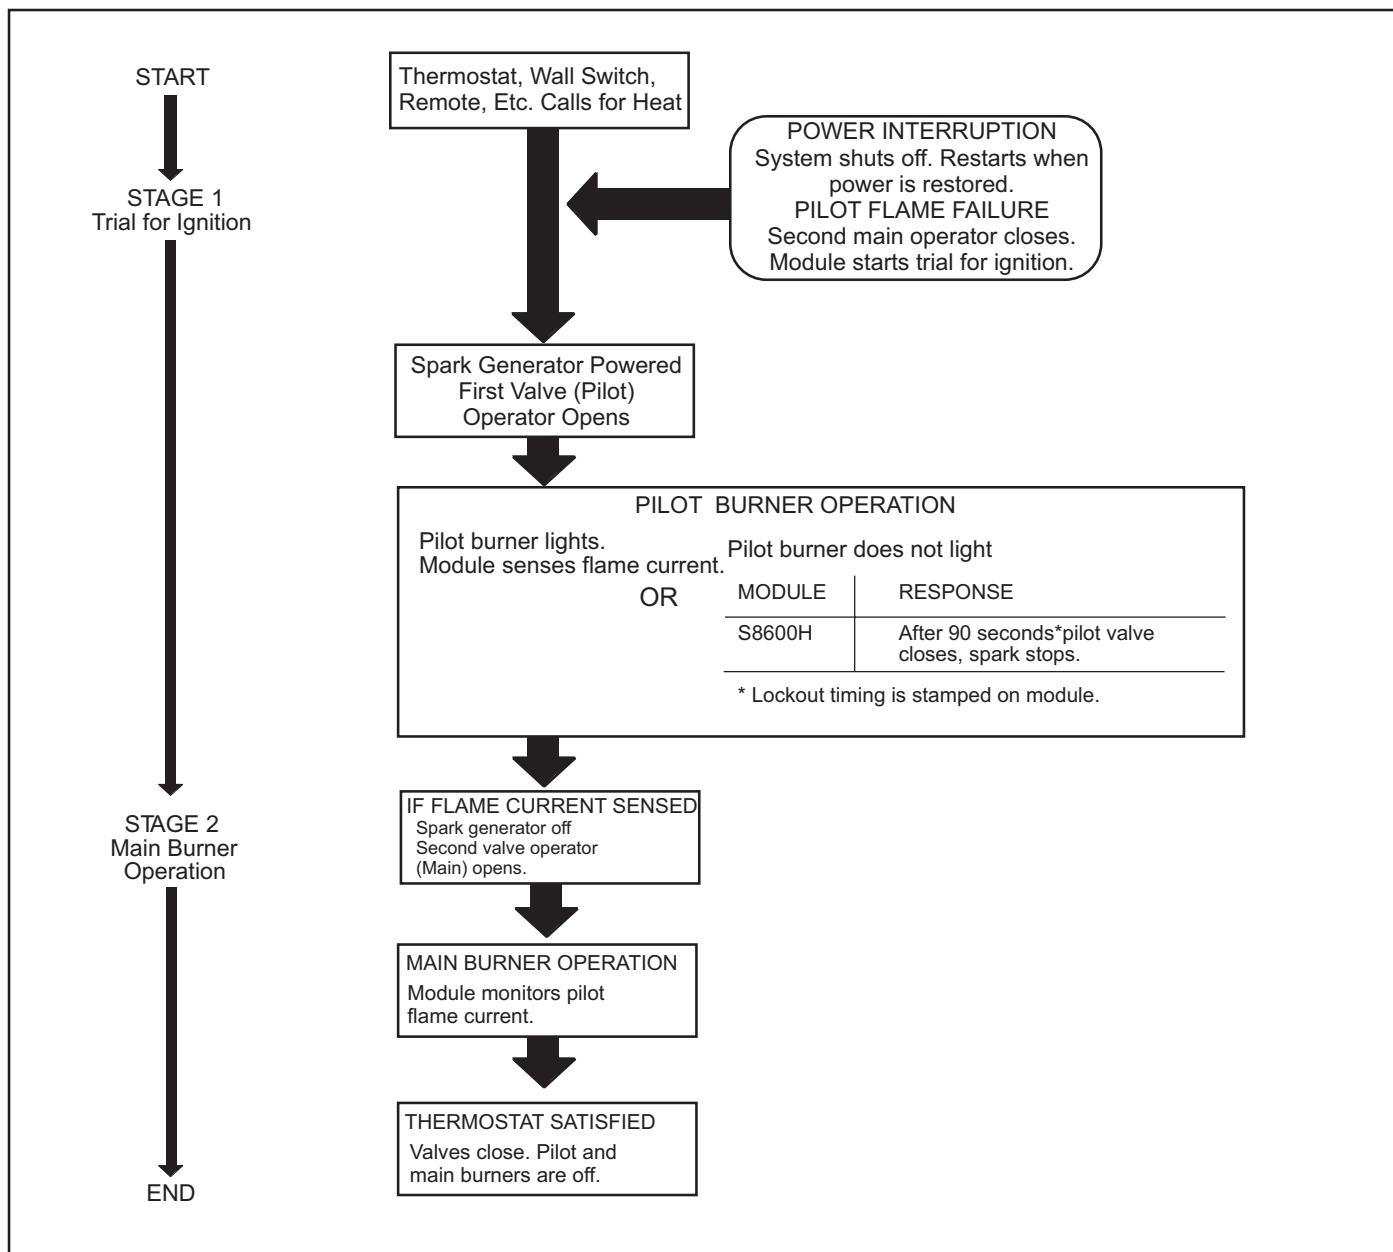 START
STAGE 1
Trial for Ignition
STAGE 2
Main Burner
Operation
END
Thermostat, Wall Switch,
Remote, Etc. Calls for Heat
POWER INTERRUPTION
System shuts off. Restarts when
power is restored.
PILOT FLAME FAILURE
Second main operator closes.
Module starts trial for ignition.
Spark Generator Powered
First Valve (Pilot)
Operator Opens
PILOT BURNER OPERATION
Pilot burner lights.
Module senses flame current.
OR
Pilot burner does not light
MODULE RESPONSE
S8600H After 90 seconds*pilot valve
closes, spark stops.
* Lockout timing is stamped on module.
IF FLAME CURRENT SENSED
Spark generator off
Second valve operator
(Main) opens.
MAIN BURNER OPERATION
Module monitors pilot
flame current.
THERMOSTAT SATISFIED
Valves close. Pilot and
main burners are off.